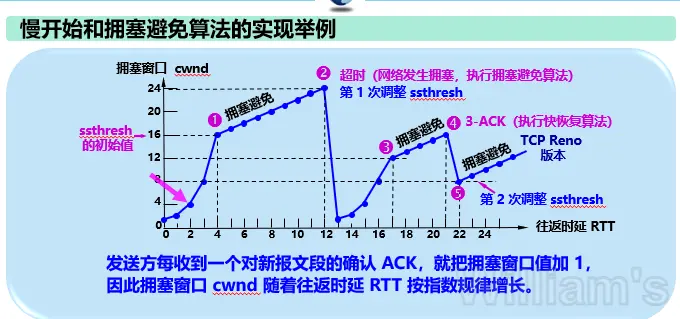 慢开始和拥塞避免算法的实现举例
拥塞窗口 cwnd
② 超时（网络发生拥塞，执行拥塞避免算法）
第 1 次调整 ssthresh
24
20
16
12
8
4
0
ssthresh
的初始值
① 拥塞避免
③ 拥塞避免
④ 3-ACK（执行快恢复算法）
TCP Reno
版本
拥塞避免
⑤
第 2 次调整 ssthresh
0 2 4 6 8 10 12 14 16 18 20 22 24
往返时延 RTT
发送方每收到一个对新报文段的确认 ACK，就把拥塞窗口值加 1，
因此拥塞窗口 cwnd 随着往返时延 RTT 按指数规律增长。
William's